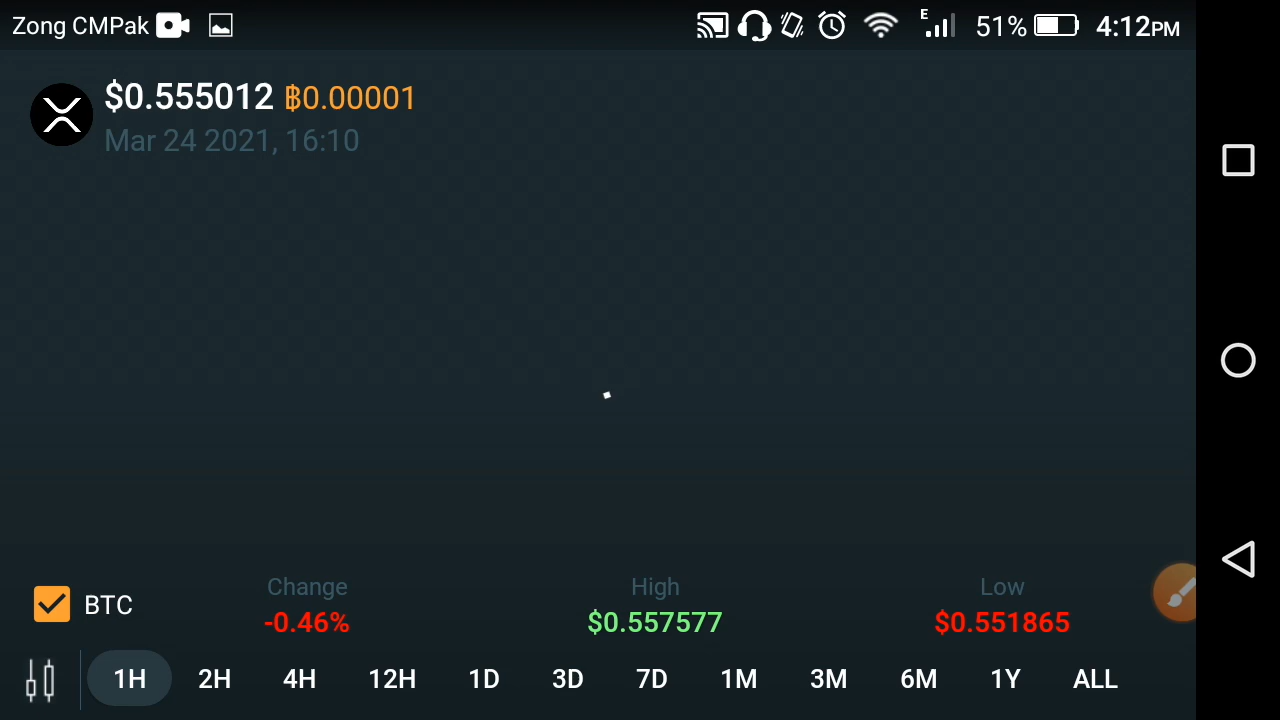 Zong CMPak E 51% 4:12PM
$0.555012 ฿0.00001
Mar 24 2021, 16:10
BTC
Change High Low
-0.46% $0.557577 $0.551865
1H 2H 4H 12H 1D 3D 7D 1M 3M 6M 1Y ALL